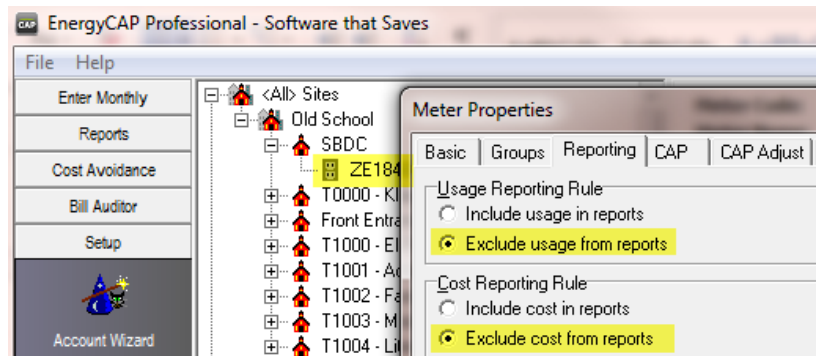 EnergyCAP Professional - Software that Saves
File Help
Enter Monthly
Reports
Cost Avoidance
Bill Auditor
Setup
Account Wizard
<All> Sites
Old School
SBDC
ZE184
T0000 - Kl
Front Entra
T1000 - El
T1001 - Ac
T1002 - Fa
T1003 - M
T1004 - Lil
Meter Properties
Basic Groups Reporting CAP CAP Adjust
Usage Reporting Rule
Include usage in reports
Exclude usage from reports
Cost Reporting Rule
Include cost in reports
Exclude cost from reports